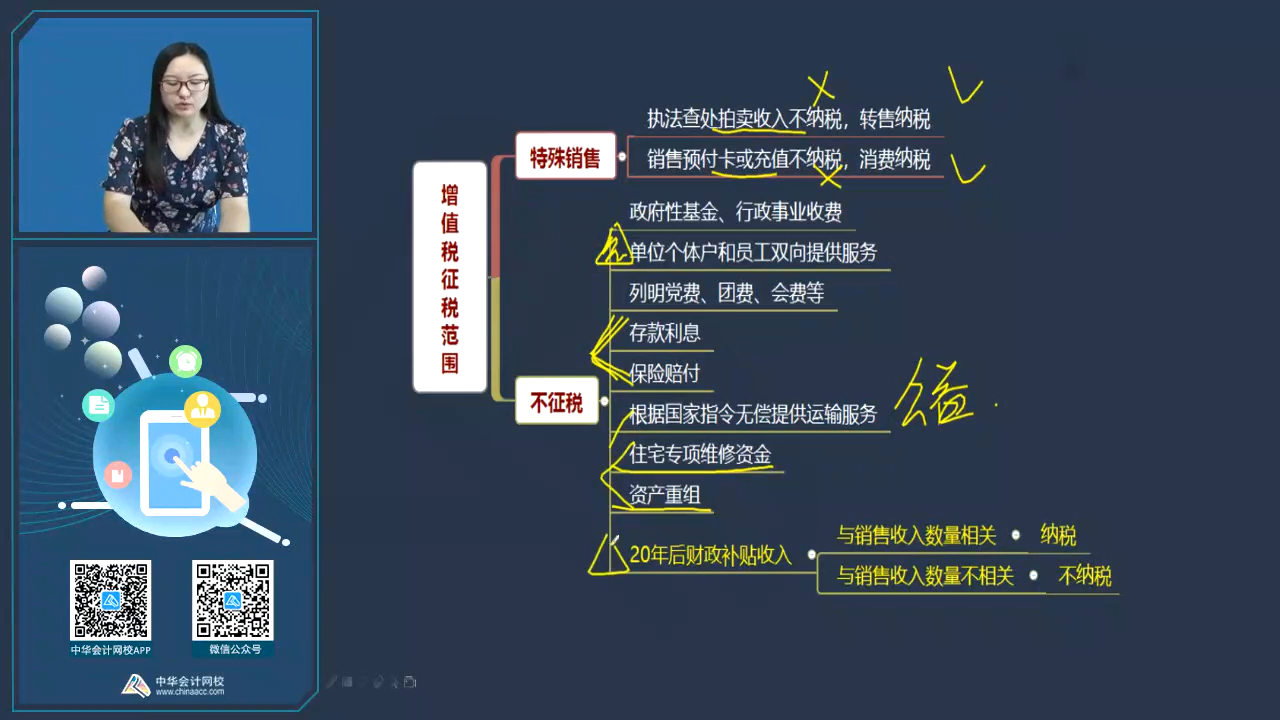 增值税征税范围
特殊销售
执法查处拍卖收入不纳税，转售纳税
销售预付卡或充值不纳税，消费纳税
不征税
政府性基金、行政事业收费
单位个体户和员工双向提供服务
列明党费、团费、会费等
存款利息
保险赔付
根据国家指令无偿提供运输服务
公益
住宅专项维修资金
资产重组
20年后财政补贴收入
与销售收入数量相关
纳税
与销售收入数量不相关
不纳税
中华会计网校APP
微信公众号
中华会计网校
www.chinaacc.com